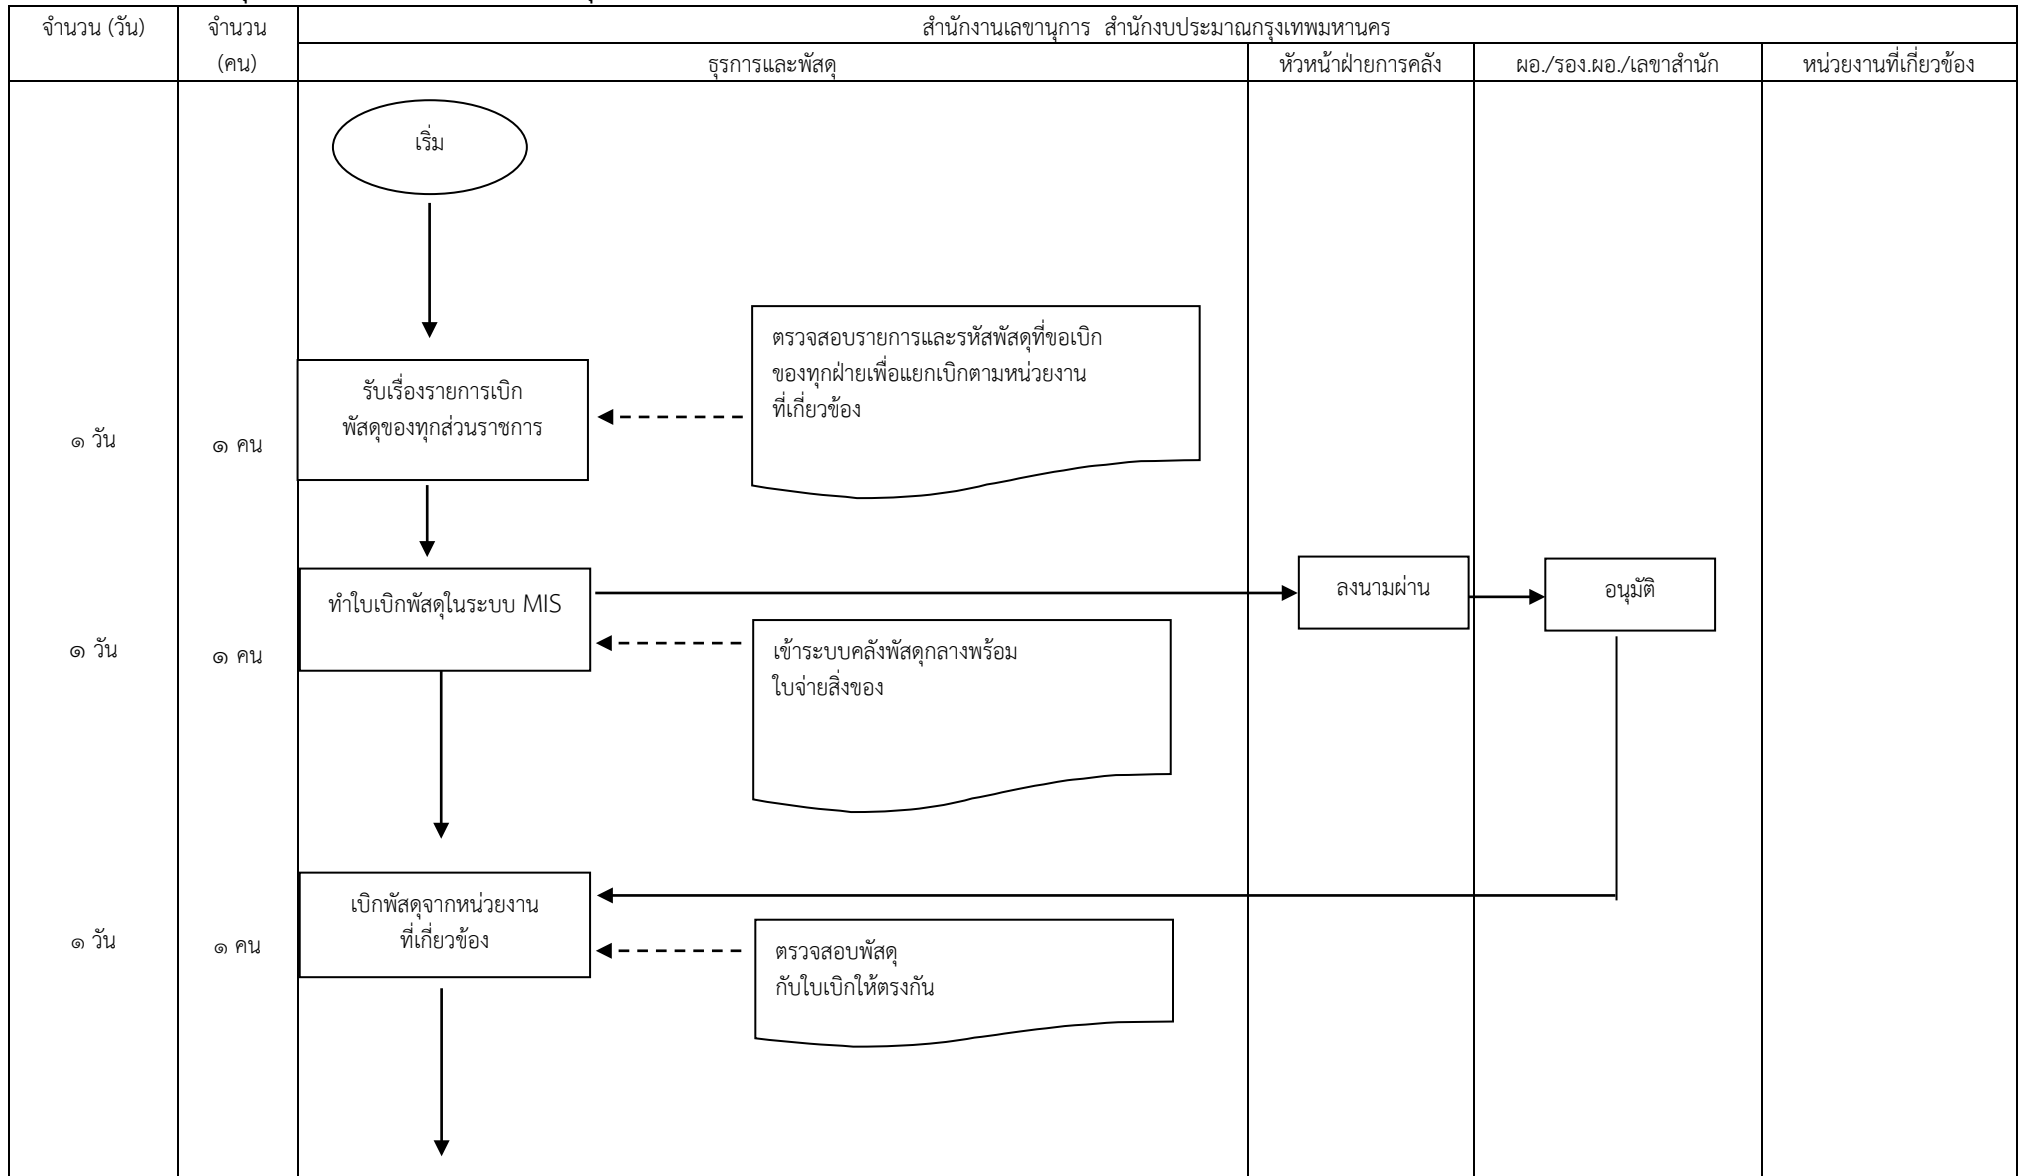 จำนวน (วัน)
จำนวน
(คน)
สำนักงานเลขานุการ สำนักงบประมาณกรุงเทพมหานคร
ธุรการและพัสดุ
หัวหน้าฝ่ายการคลัง
ผอ./รอง.ผอ./เลขาสำนัก
หน่วยงานที่เกี่ยวข้อง
เริ่ม
ตรวจสอบรายการและรหัสพัสดุที่ขอเบิก
ของทุกฝ่ายเพื่อแยกเบิกตามหน่วยงาน
ที่เกี่ยวข้อง
รับเรื่องรายการเบิก
พัสดุของทุกส่วนราชการ
๑ วัน
๑ คน
ทำใบเบิกพัสดุในระบบ MIS
ลงนามผ่าน
อนุมัติ
๑ วัน
๑ คน
เข้าระบบคลังพัสดุกลางพร้อม
ใบจ่ายสิ่งของ
เบิกพัสดุจากหน่วยงาน
ที่เกี่ยวข้อง
๑ วัน
๑ คน
ตรวจสอบพัสดุ
กับใบเบิกให้ตรงกัน